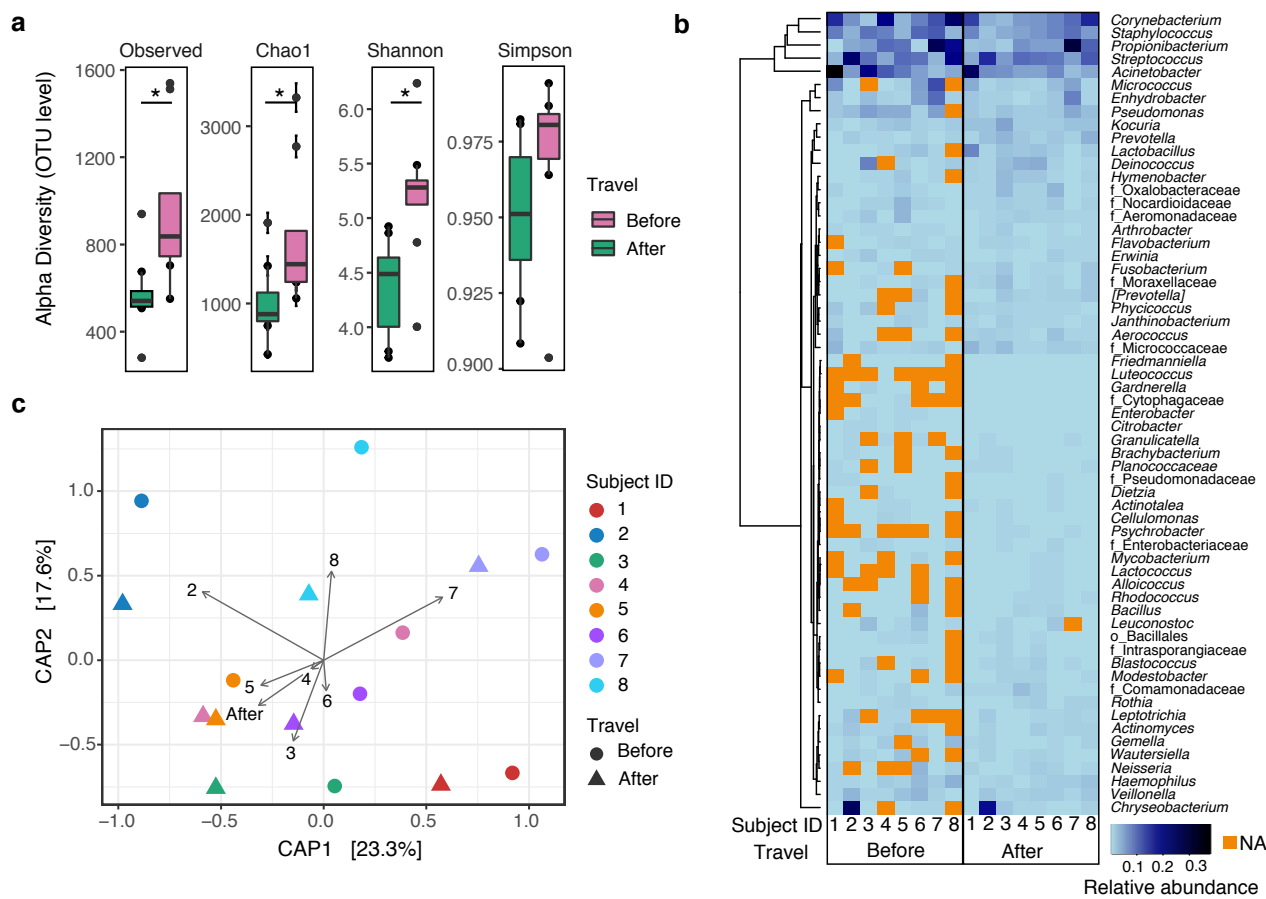 a
Observed
Chao1
Shannon
Simpson
Alpha Diversity (OTU level)
1600
1200
800
400
*
3000
2000
1000
*
6.0
5.5
5.0
4.5
4.0
*
0.975
0.950
0.925
0.900
Travel
Before
After
b
Corynebacterium
Staphylococcus
Propionibacterium
Streptococcus
Acinetobacter
Micrococcus
Enhydrobacter
Pseudomonas
Kocuria
Prevotella
Lactobacillus
Deinococcus
Hymenobacter
f_Oxalobacteraceae
f_Nocardioidaceae
f_Aeromonadaceae
Arthrobacter
Flavobacterium
Erwinia
Fusobacterium
f_Moraxellaceae
[Prevotella]
Phycicoccus
Janthinobacterium
Aerococcus
f_Micrococcaceae
Friedmanniella
Luteococcus
Gardnerella
f_Cytophagaceae
Enterobacter
Citrobacter
Granulicatella
Brachybacterium
Planococcaceae
f_Pseudomonadaceae
Dietzia
Actinotalea
Cellulomonas
Psychrobacter
f_Enterobacteriaceae
Mycobacterium
Lactococcus
Alloicoccus
Rhodococcus
Bacillus
Leuconostoc
o_Bacillales
f_Intrasporangiaceae
Blastococcus
Modestobacter
f_Comamonadaceae
Rothia
Leptotrichia
Actinomyces
Gemella
Wautersiella
Neisseria
Haemophilus
Veillonella
Chryseobacterium
Subject ID 1 2 3 4 5 6 7 8 1 2 3 4 5 6 7 8
Travel Before After
0.1 0.2 0.3
NA
Relative abundance
c
CAP2 [17.6%]
1.0
0.5
0.0
−0.5
−1.0 −0.5 0.0 0.5 1.0
CAP1 [23.3%]
8
2
7
5
4
6
After
3
Subject ID
1
2
3
4
5
6
7
8
Travel
Before
After